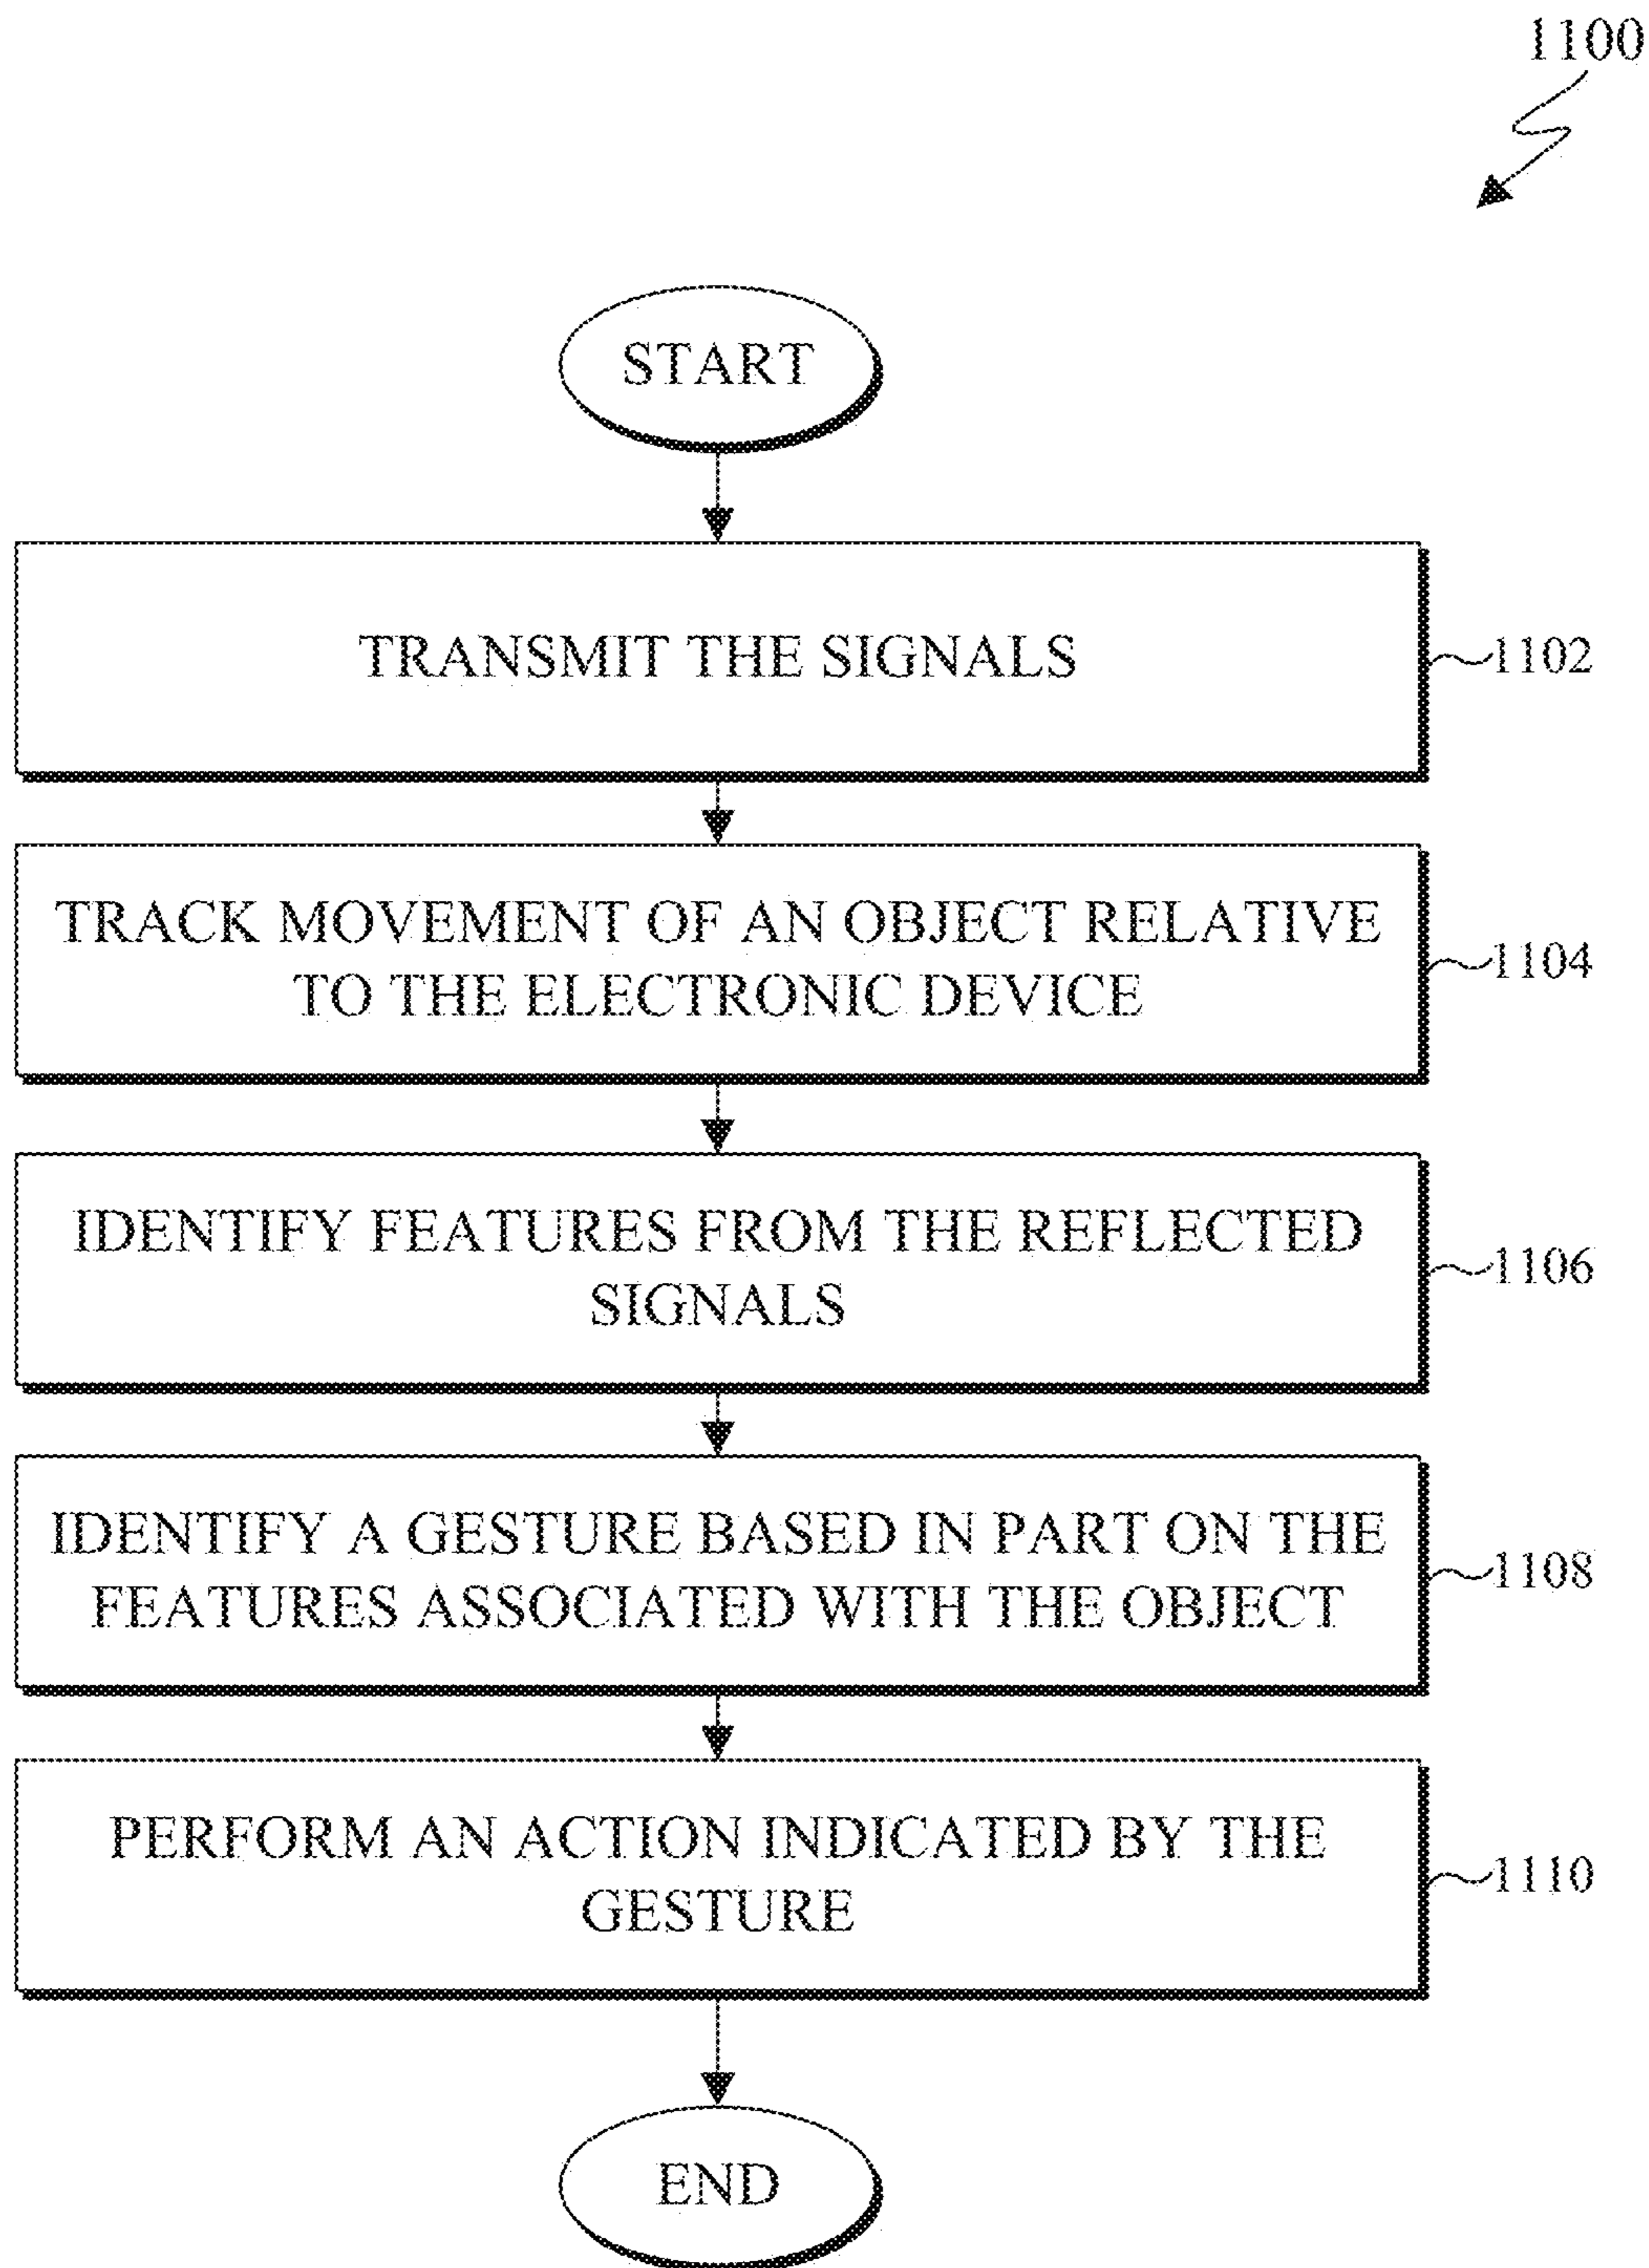 1100
START
TRANSMIT THE SIGNALS
1102
TRACK MOVEMENT OF AN OBJECT RELATIVE
TO THE ELECTRONIC DEVICE
1104
IDENTIFY FEATURES FROM THE REFLECTED
SIGNALS
1106
IDENTIFY A GESTURE BASED IN PART ON THE
FEATURES ASSOCIATED WITH THE OBJECT
1108
PERFORM AN ACTION INDICATED BY THE
GESTURE
1110
END